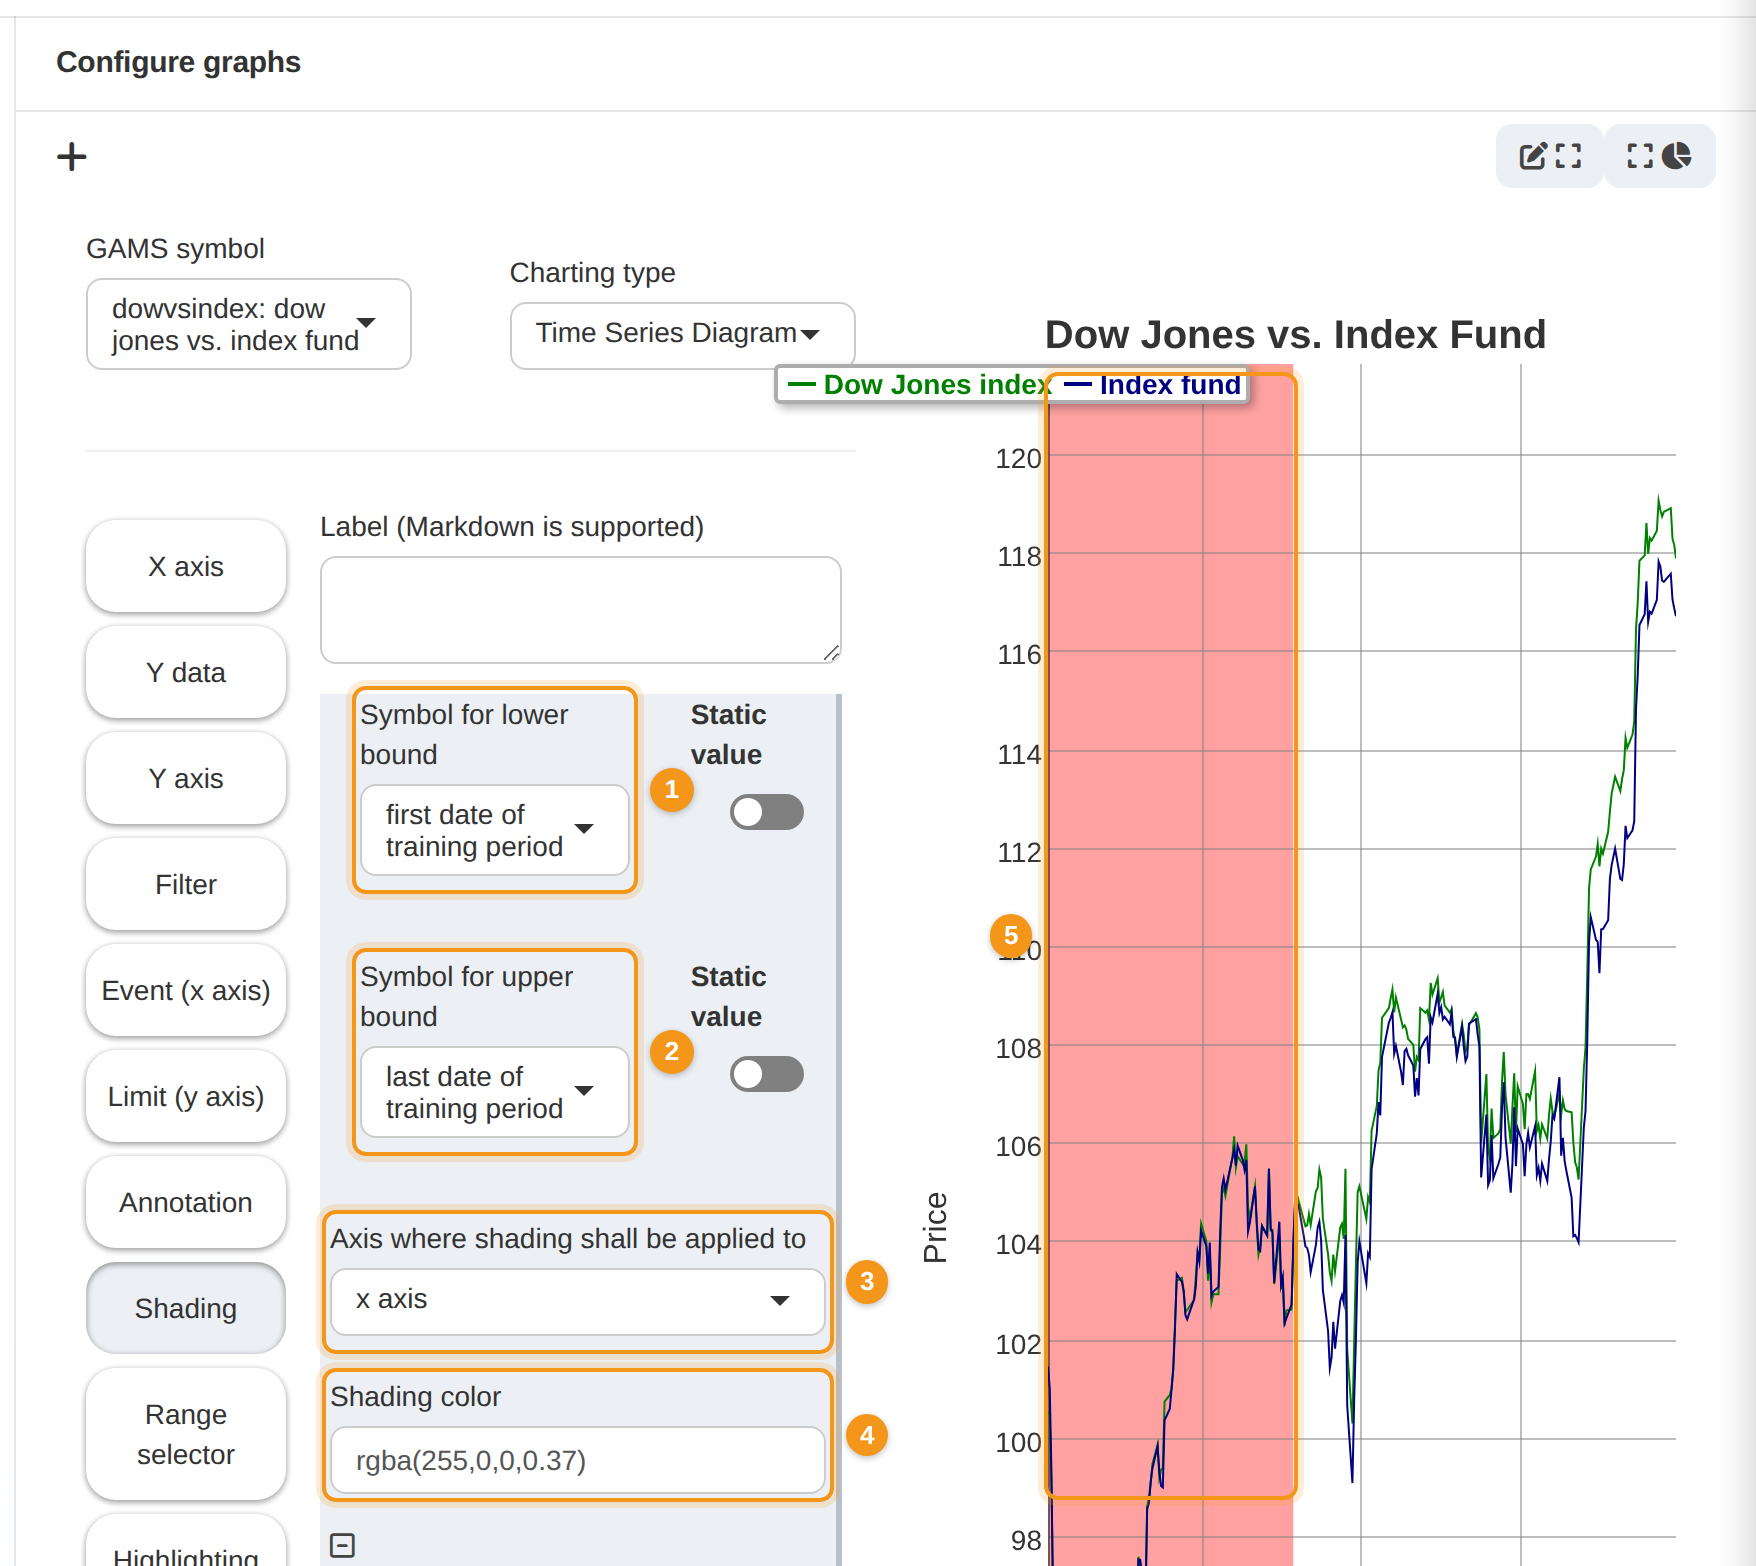 Configure graphs
GAMS symbol
dowvsindex: dow
jones vs. index fund
Charting type
Time Series Diagram
Dow Jones vs. Index Fund
Dow Jones index
Index fund
X axis
Y data
Y axis
Filter
Event (x axis)
Limit (y axis)
Annotation
Shading
Range
selector
Highlighting
Label (Markdown is supported)
Symbol for lower
bound
first date of
training period
1
Static
value
Symbol for upper
bound
last date of
training period
2
Static
value
Axis where shading shall be applied to
x axis
3
Shading color
rgba(255,0,0,0.37)
4
5
Price
120
118
116
114
112
110
108
106
104
102
100
98